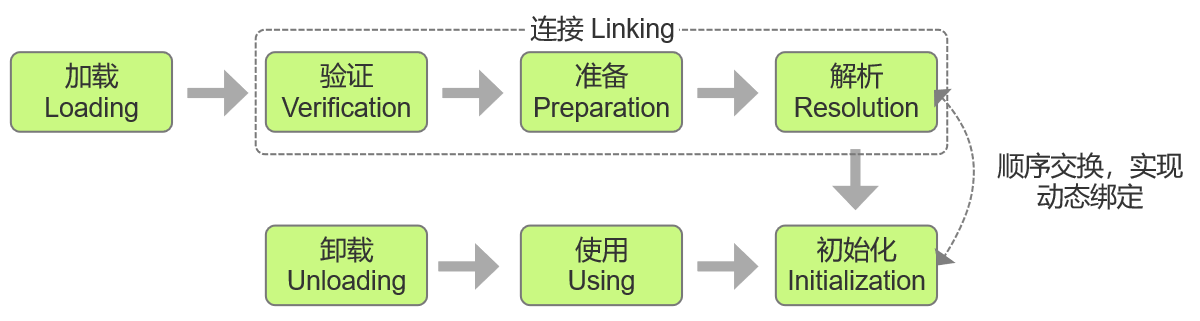 连接 Linking
加载
Loading
验证
Verification
准备
Preparation
解析
Resolution
顺序交换，实现
动态绑定
卸载
Unloading
使用
Using
初始化
Initialization